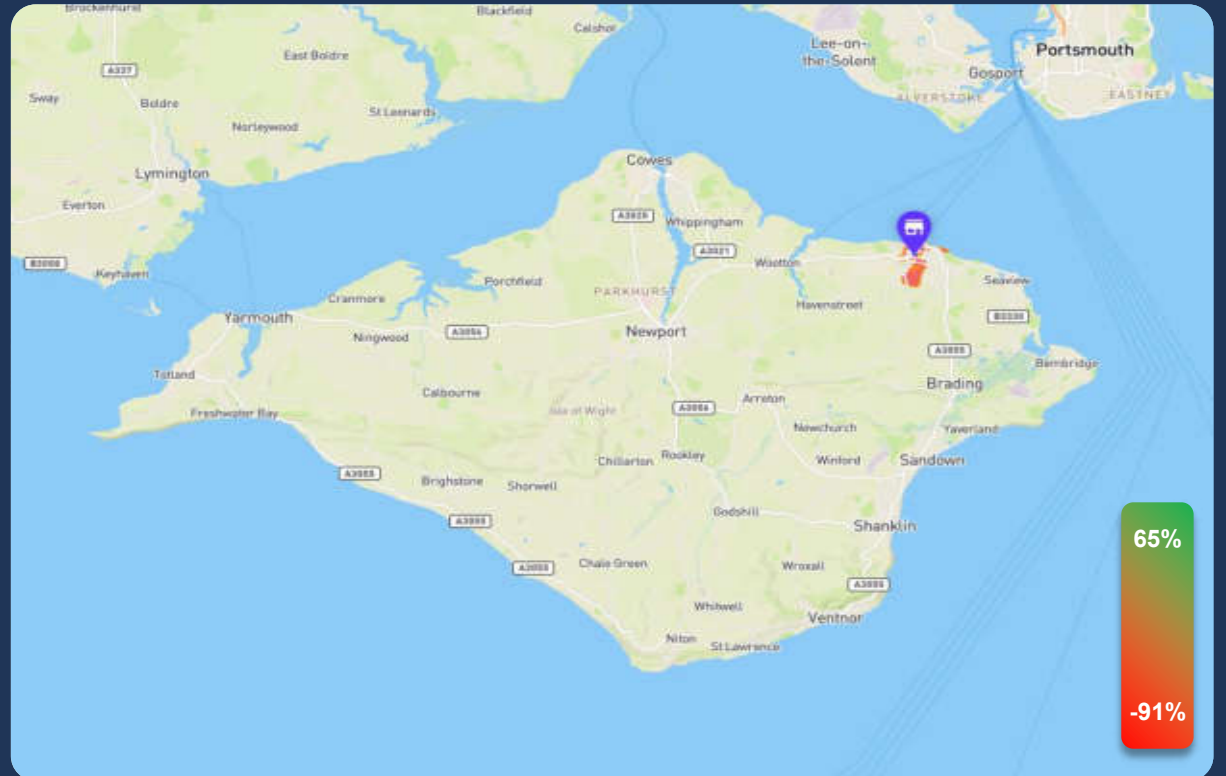 Brockenhurst
Blackfield
Calshot
Lee-on-
the-Solent
Portsmouth
East Boldre
A337
Gosport
Sway
Boldre
St Leonards
ALVERSTOKE
EASTNEY
Norleywood
Lymington
Cowes
Everton
A3020
Whippingham
A3021
Wootton
Keyhaven
Porchfield
PARKHURST
Seaview
Cranmore
Havenstreet
Yarmouth
Ningwood
A3054
Newport
B3330
A3055
Bembridge
Totland
Calbourne
Brading
Arreton
Freshwater Bay
Isle of Wight
A3056
Newchurch
Yaverland
Chillerton
Rookley
Winford
Sandown
A3055
Brighstone
Shorwell
Godshill
A3055
Shanklin
65%
A3055
Chale Green
Wroxall
A3055
Whitwell
Ventnor
Niton
St Lawrence
-91%